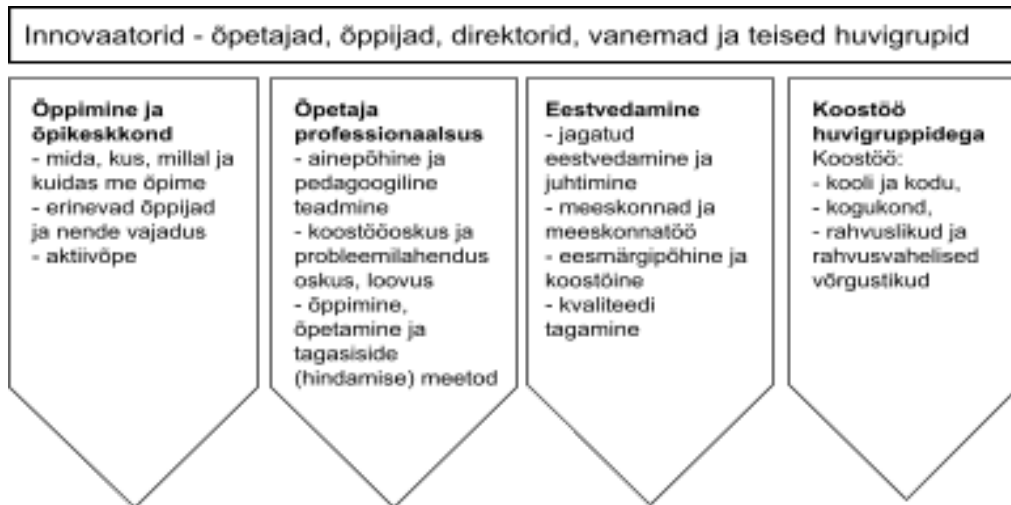 Innovaatorid - õpetajad, õppijad, direktorid, vanemad ja teised huvigrupid
Õppimine ja
õpikeskkond
- mida, kus, millal ja
kuidas me õpime
- erinevad õppijad
ja nende vajadus
- aktiivõpe
Õpetaja
professionaalsus
- ainepõhine ja
pedagoogiline
teadmine
- koostööoskus ja
probleemilahendus
oskus, loovus
- õppimine,
õpetamine ja
tagasiside
(hindamise) meetod
Eestvedamine
- jagatud
eestvedamine ja
juhtimine
- meeskonnad ja
meeskonnatöö
- eesmärgipõhine ja
koostöine
- kvaliteedi
tagamine
Koostöö
huvigruppidega
Koostöö:
- kooli ja kodu,
- kogukond,
- rahvuslikud ja
rahvusvahelised
võrgustikud